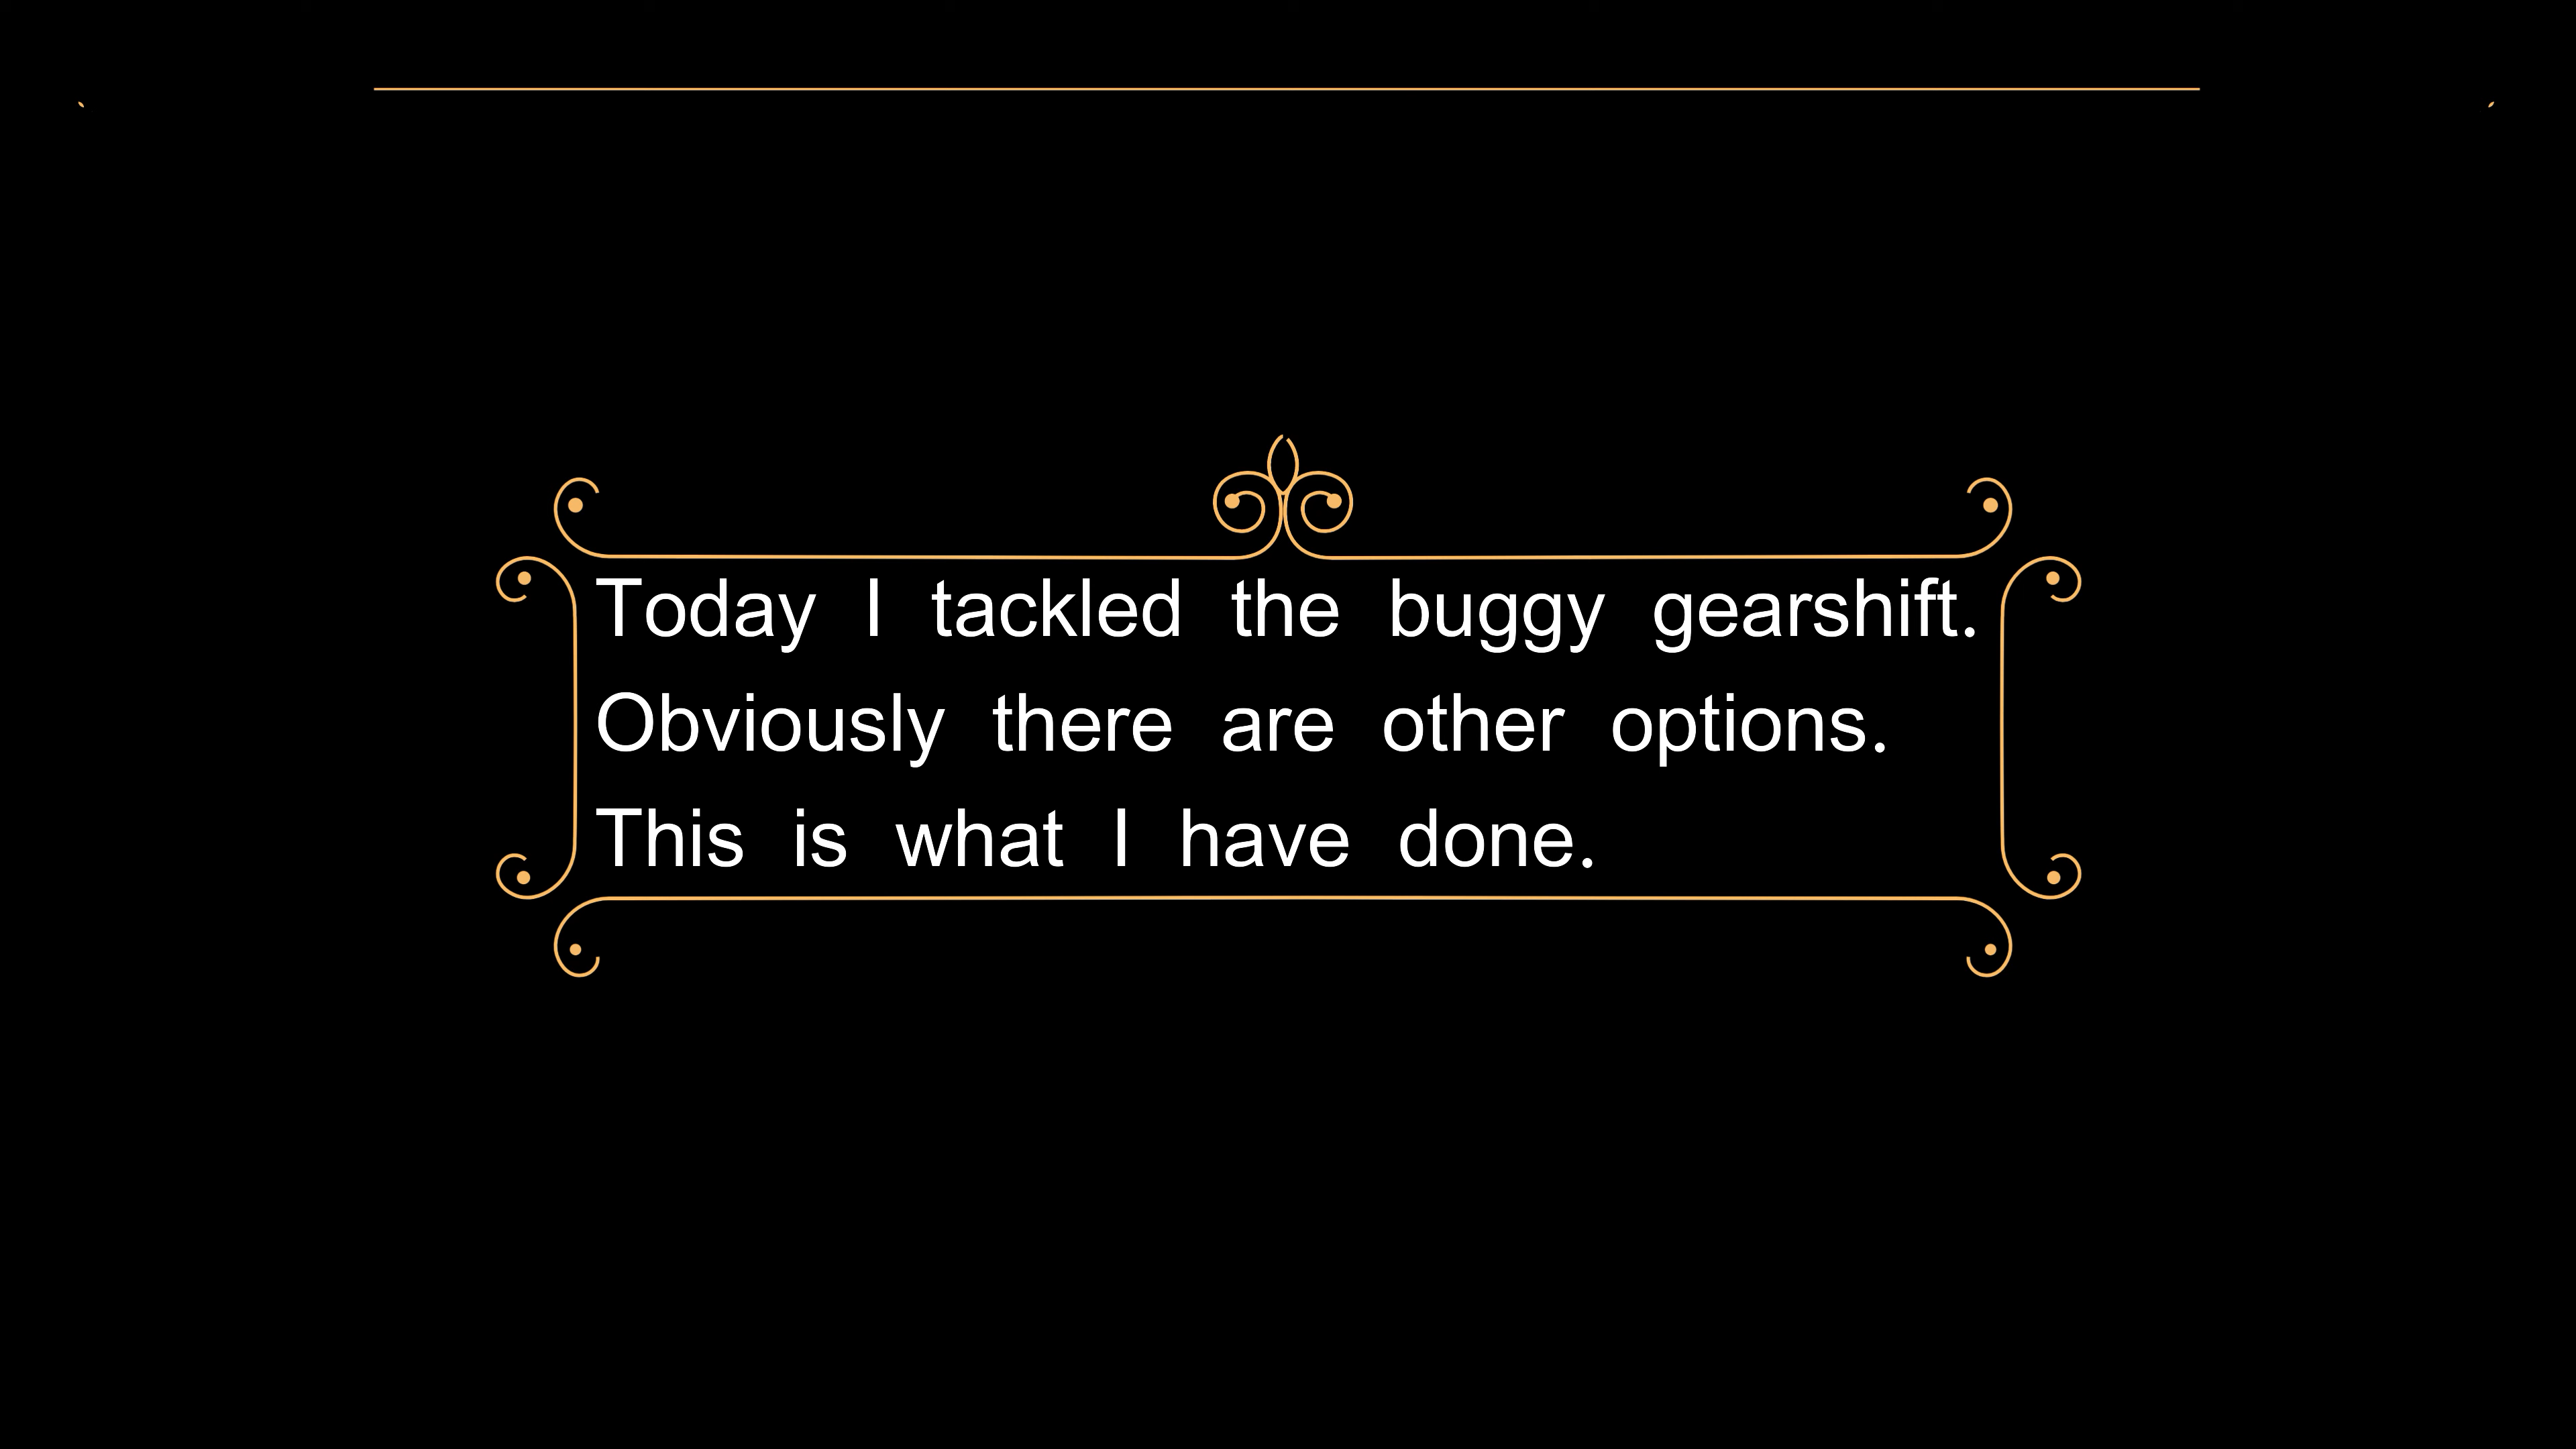 Today I tackled the buggy gearshift.
Obviously there are other options.
This is what I have done.